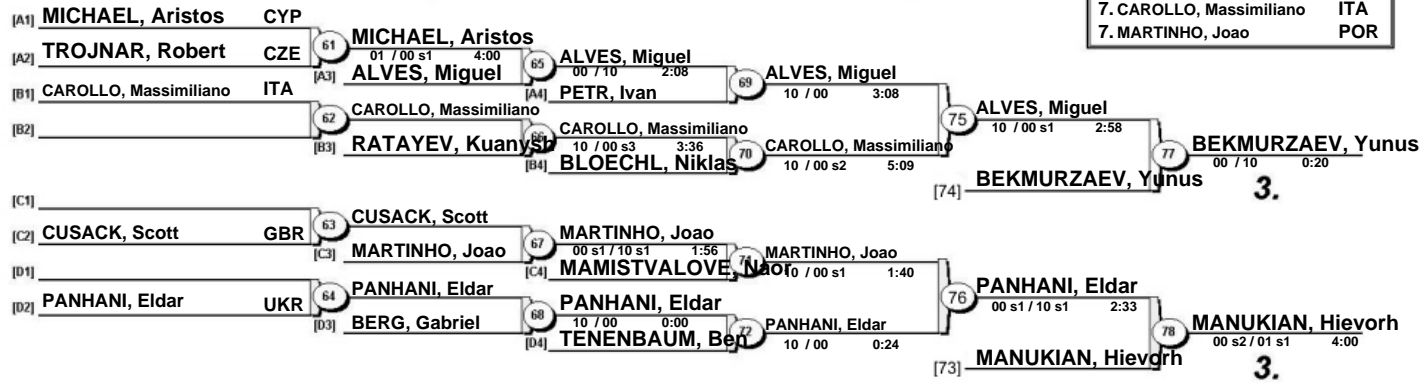 7. CAROLLO, Massimiliano ITA
7. MARTINHO, Joao POR
[A1] MICHAEL, Aristos CYP
[A2] TROJNAR, Robert CZE
61
MICHAEL, Aristos
01 / 00 s1 4:00
[A3] ALVES, Miguel
65
ALVES, Miguel
00 / 10 2:08
[A4] PETR, Ivan
69
ALVES, Miguel
10 / 00 3:08
[B1] CAROLLO, Massimiliano ITA
[B2]
62
CAROLLO, Massimiliano
[B3] RATAYEV, Kuanysh
66
CAROLLO, Massimiliano
10 / 00 s3 3:36
[B4] BLOECHL, Niklas
70
CAROLLO, Massimiliano
10 / 00 s2 5:09
75
ALVES, Miguel
10 / 00 s1 2:58
[74] BEKMURZAEV, Yunus
77
BEKMURZAEV, Yunus
00 / 10 0:20
3.
[C1]
[C2] CUSACK, Scott GBR
63
CUSACK, Scott
[C3] MARTINHO, Joao
67
MARTINHO, Joao
00 s1 / 10 s1 1:56
[C4] MAMISTVALOVE, Naor
71
MARTINHO, Joao
10 / 00 s1 1:40
[D1]
[D2] PANHANI, Eldar UKR
64
PANHANI, Eldar
[D3] BERG, Gabriel
68
PANHANI, Eldar
10 / 00 0:00
[D4] TENENBAUM, Ben
72
PANHANI, Eldar
10 / 00 0:24
76
PANHANI, Eldar
00 s1 / 10 s1 2:33
[73] MANUKIAN, Hievorh
78
MANUKIAN, Hievorh
00 s2 / 01 s1 4:00
3.